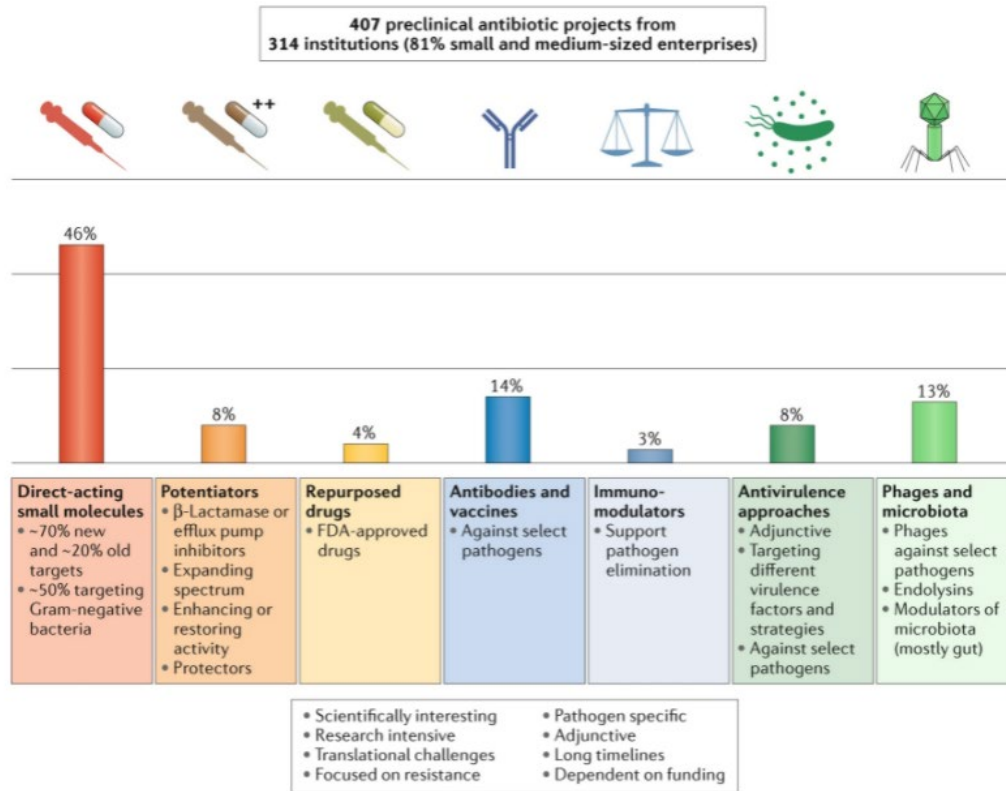 407 preclinical antibiotic projects from
314 institutions (81% small and medium-sized enterprises)
++
46%
8%
4%
14%
3%
8%
13%
Direct-acting
small molecules
• ~70% new
and ~20% old
targets
• ~50% targeting
Gram-negative
bacteria
Potentiators
• β-Lactamase or
efflux pump
inhibitors
• Expanding
spectrum
• Enhancing or
restoring
activity
• Protectors
Repurposed
drugs
• FDA-approved
drugs
Antibodies and
vaccines
• Against select
pathogens
Immuno-
modulators
• Support
pathogen
elimination
Antivirulence
approaches
• Adjunctive
• Targeting
different
virulence
factors and
strategies
• Against select
pathogens
Phages and
microbiota
• Phages
against select
pathogens
• Endolysins
• Modulators of
microbiota
(mostly gut)
• Scientifically interesting
• Research intensive
• Translational challenges
• Focused on resistance
• Pathogen specific
• Adjunctive
• Long timelines
• Dependent on funding